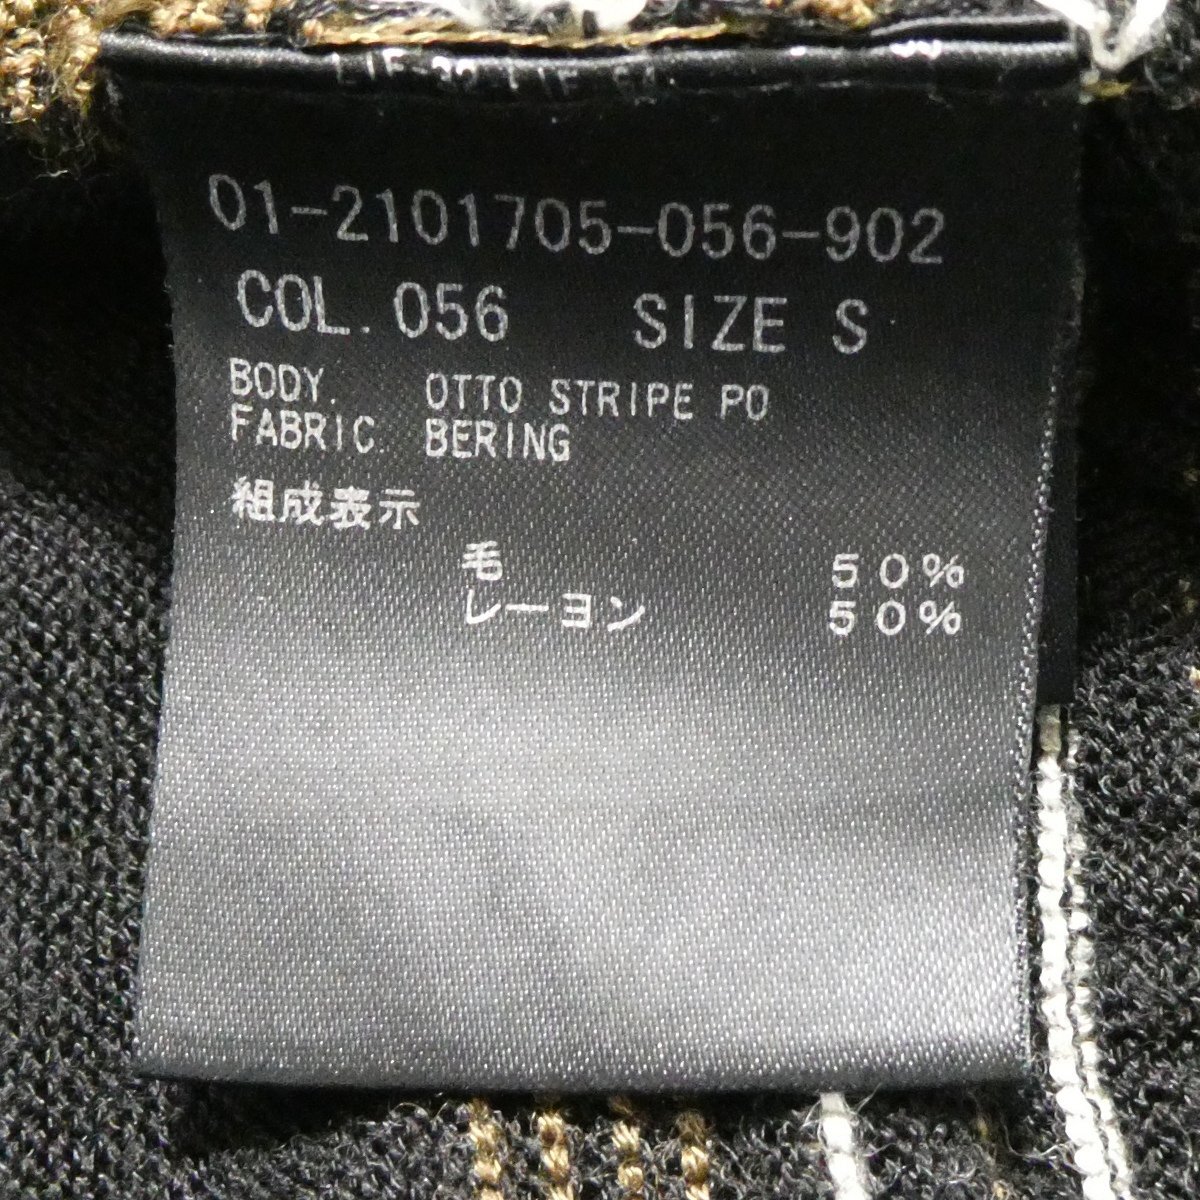 01-2101705-056-902
COL. 056 SIZE S
BODY. OTTO STRIPE PO
FABRIC. BERING
組成表示
毛 50%
レーヨン 50%